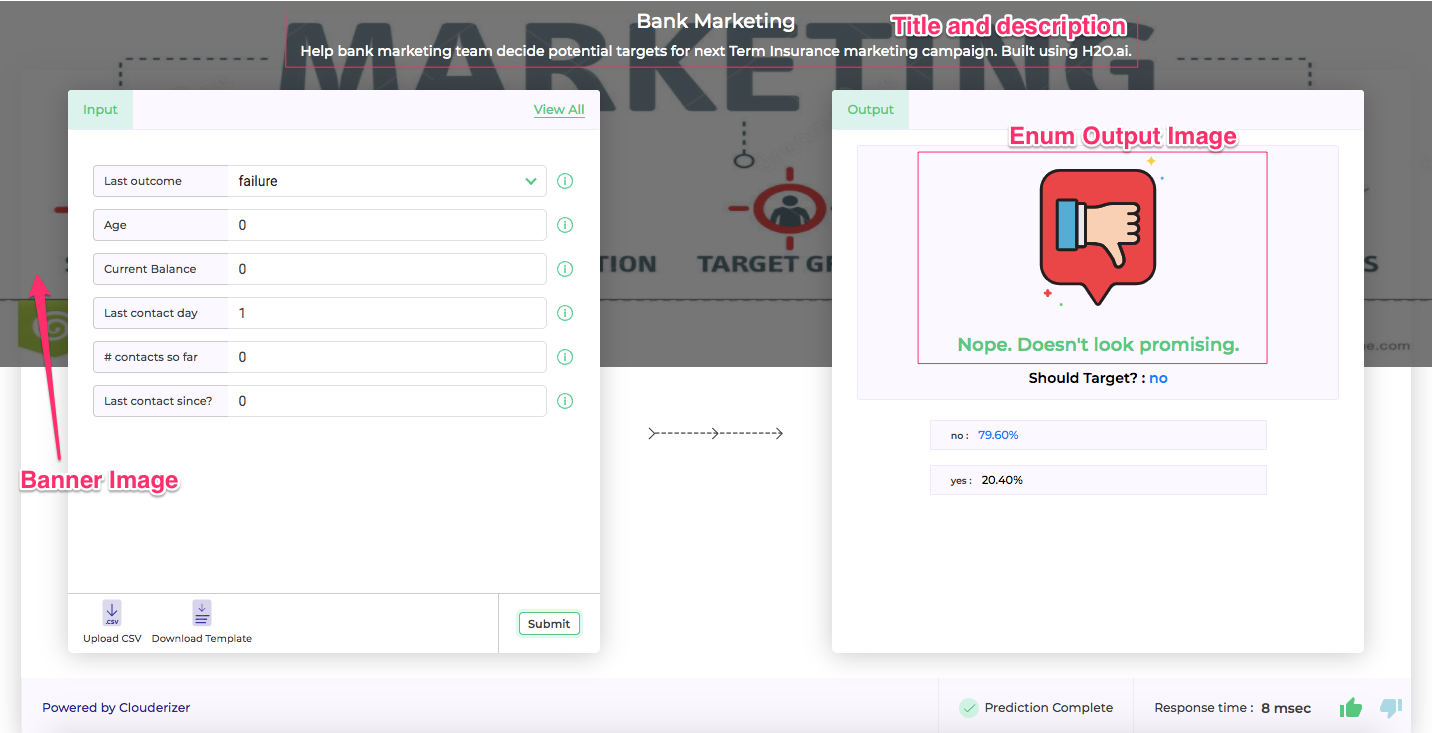 Bank Marketing
Title and description
Help bank marketing team decide potential targets for next Term Insurance marketing campaign. Built using H2O.ai.
MARKETING
Input
View All
Last outcome
failure
Age
0
Current Balance
0
Last contact day
1
# contacts so far
0
Last contact since?
0
TION
TARGET G
Banner Image
.CSV
Upload CSV
Download Template
Submit
Output
Enum Output Image
Nope. Doesn't look promising.
Should Target? : no
no : 79.60%
yes : 20.40%
S
e.com
Powered by Clouderizer
Prediction Complete
Response time : 8 msec